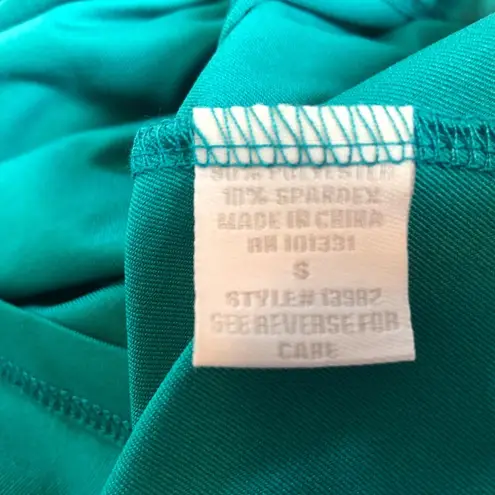 90% POLYESTER
10% SPANDEX
MADE IN CHINA
RN 101331
S
STYLE# 13982
SEE REVERSE FOR
CARE